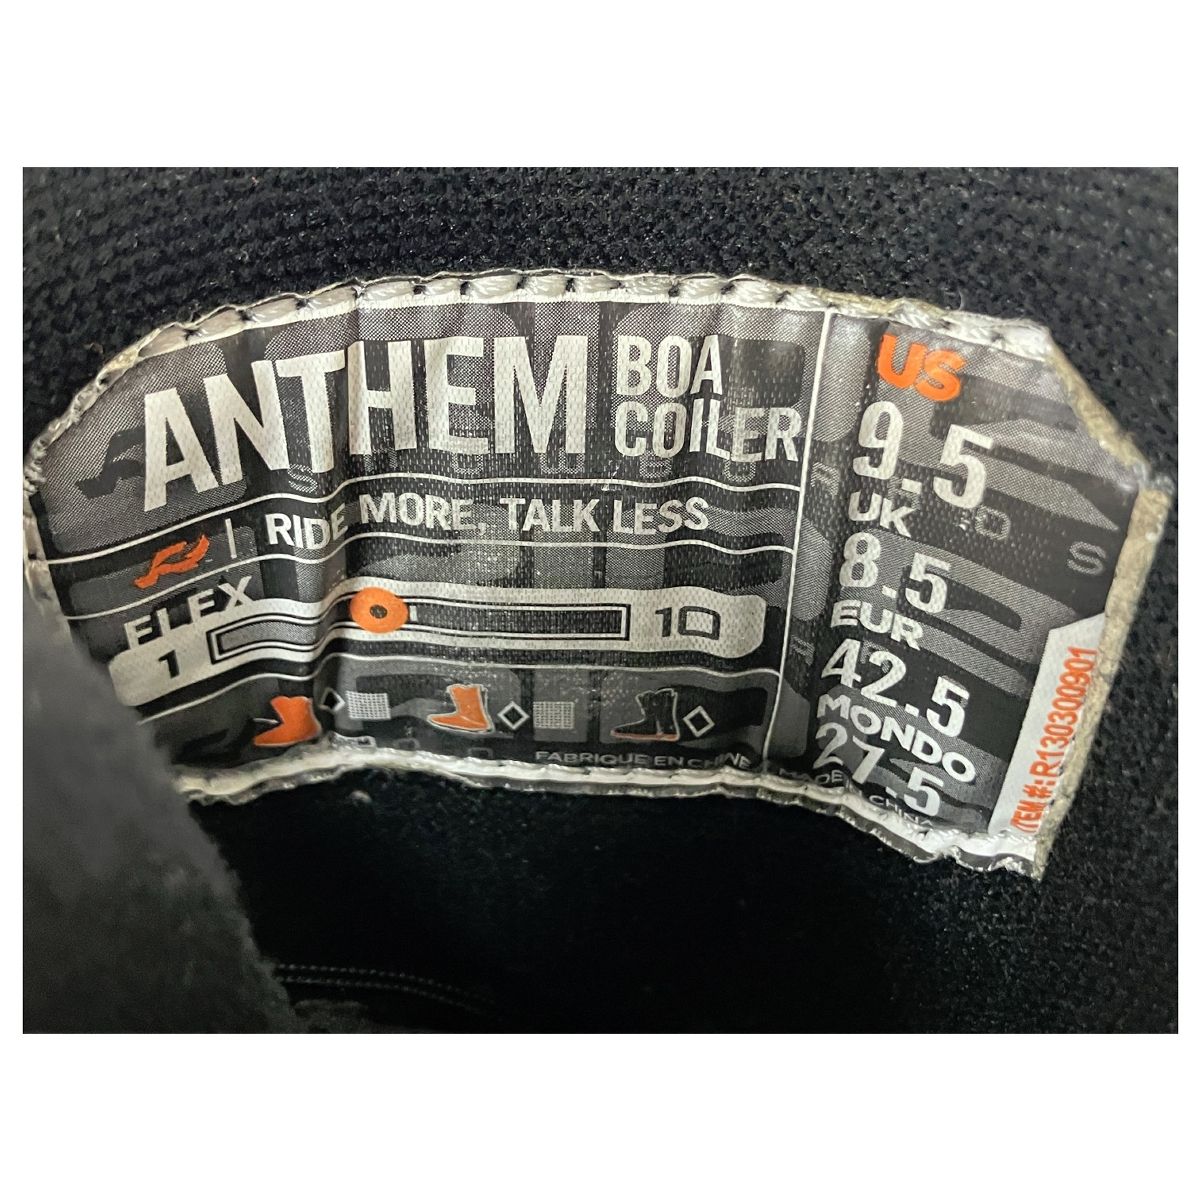 ANTHEM
BOA
COILER
RIDE MORE, TALK LESS
FLEX
1
10
FABRIQUE EN CHINE / MADE IN CHINA
US
9.5
UK
8.5
EUR
42.5
MONDO
27.5
ITEM #: R1303000901